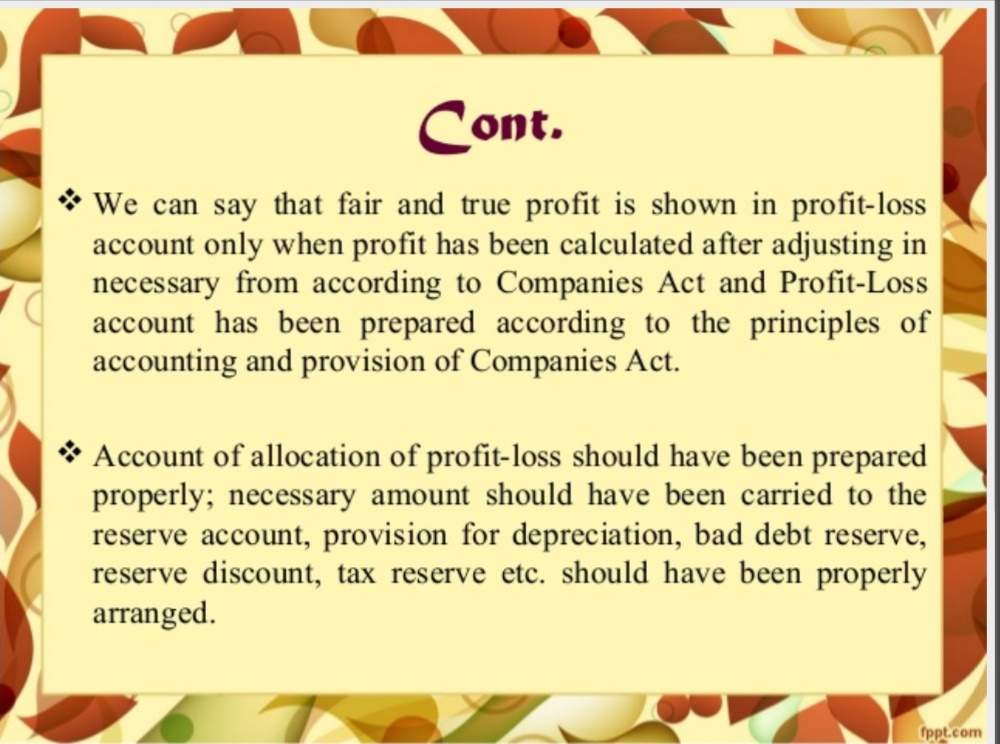 Cont.
❖ We can say that fair and true profit is shown in profit-loss
account only when profit has been calculated after adjusting in
necessary from according to Companies Act and Profit-Loss
account has been prepared according to the principles of
accounting and provision of Companies Act.
❖ Account of allocation of profit-loss should have been prepared
properly; necessary amount should have been carried to the
reserve account, provision for depreciation, bad debt reserve,
reserve discount, tax reserve etc. should have been properly
arranged.
fppt.com